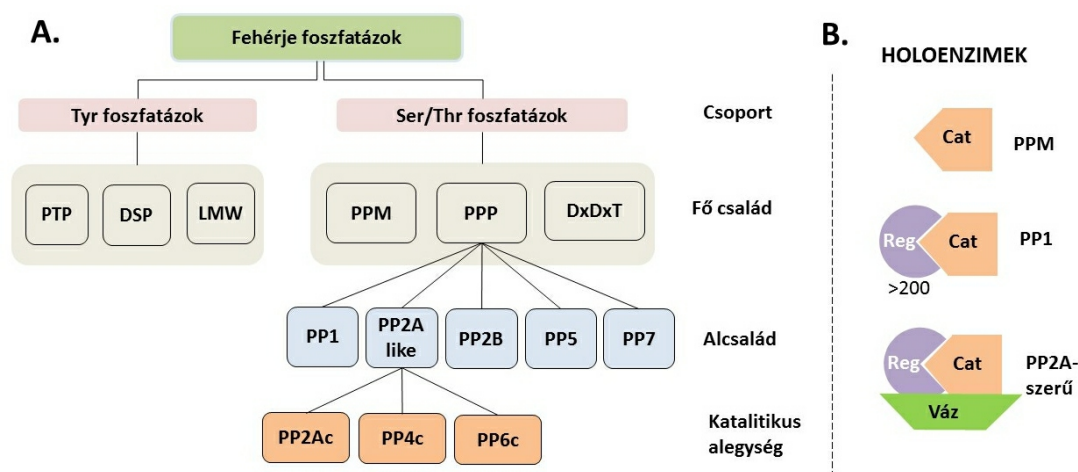 A.
Fehérje foszfatázok
Tyr foszfatázok
Ser/Thr foszfatázok
Csoport
PTP
DSP
LMW
PPM
PPP
DxDxT
Fő család
PP1
PP2A
like
PP2B
PP5
PP7
Alcsalád
PP2Ac
PP4c
PP6c
Katalitikus
alegység
B.
HOLOENZIMEK
Cat
PPM
Reg
Cat
PP1
>200
Reg
Cat
PP2A-
szerű
Váz